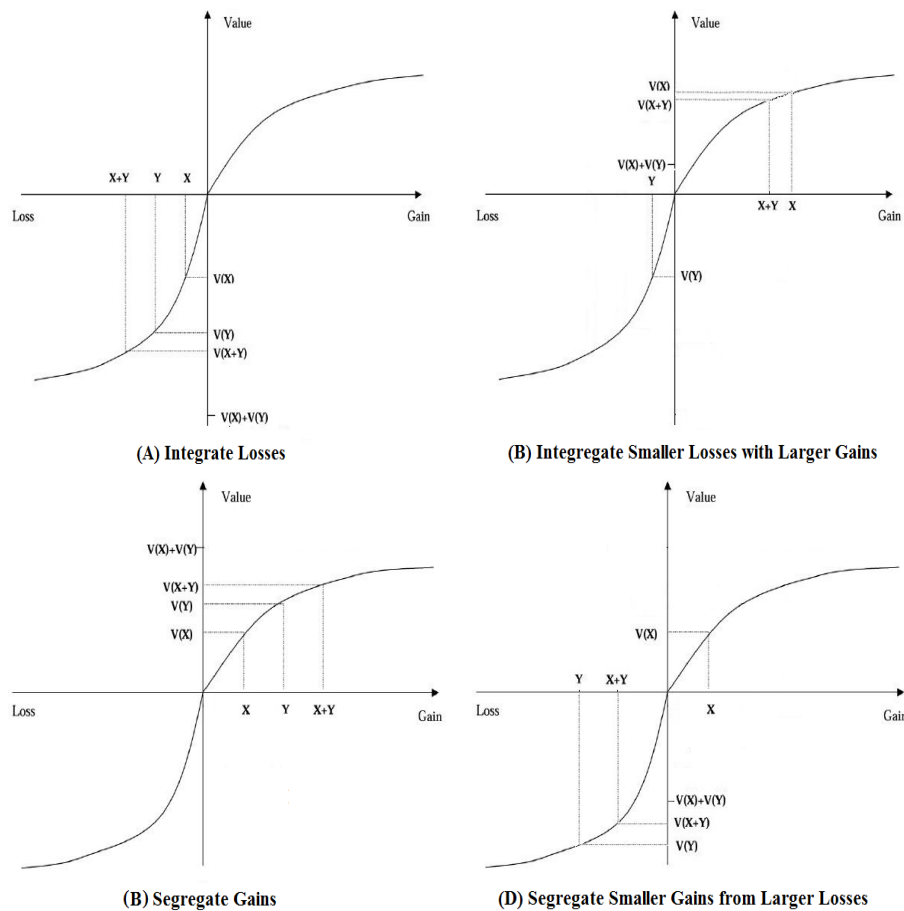 Value
X+Y Y X
Loss
Gain
V(X)
V(Y)
V(X+Y)
V(X)+V(Y)
(A) Integrate Losses
Value
V(X)
V(X+Y)
V(X)+V(Y)
Y
X+Y X
Loss
Gain
V(Y)
(B) Integregate Smaller Losses with Larger Gains
Value
V(X)+V(Y)
V(X+Y)
V(Y)
V(X)
Loss
X Y X+Y
Gain
(B) Segregate Gains
Value
V(X)
Y X+Y
Loss
X
Gain
V(X)+V(Y)
V(X+Y)
V(Y)
(D) Segregate Smaller Gains from Larger Losses